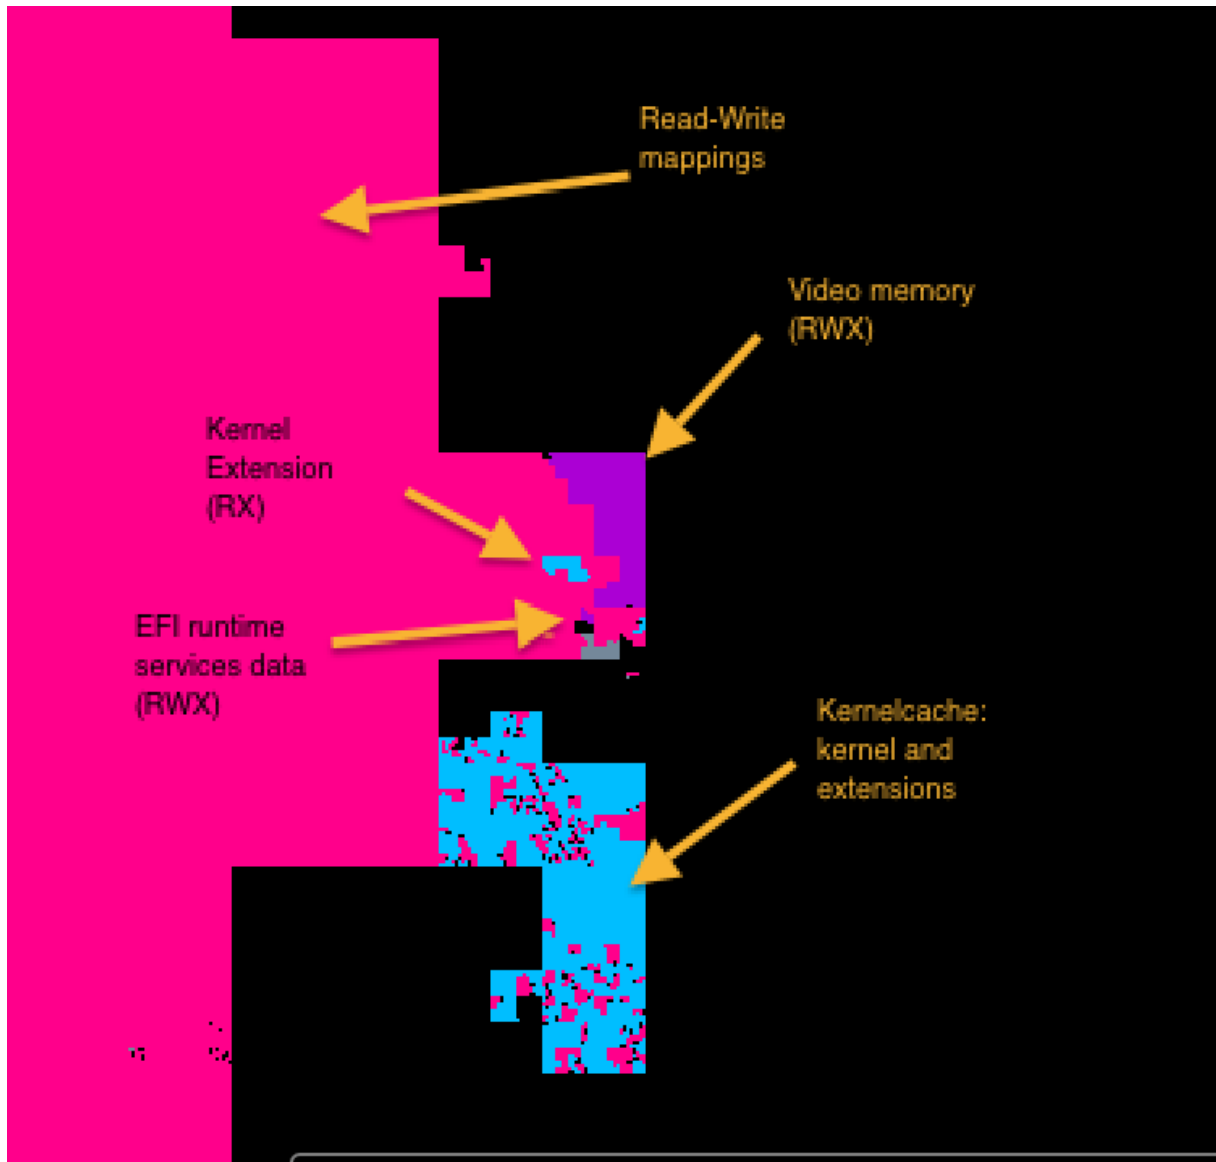 Read-Write
mappings
Video memory
(RWX)
Kernel
Extension
(RX)
EFI runtime
services data
(RWX)
Kernelcache:
kernel and
extensions